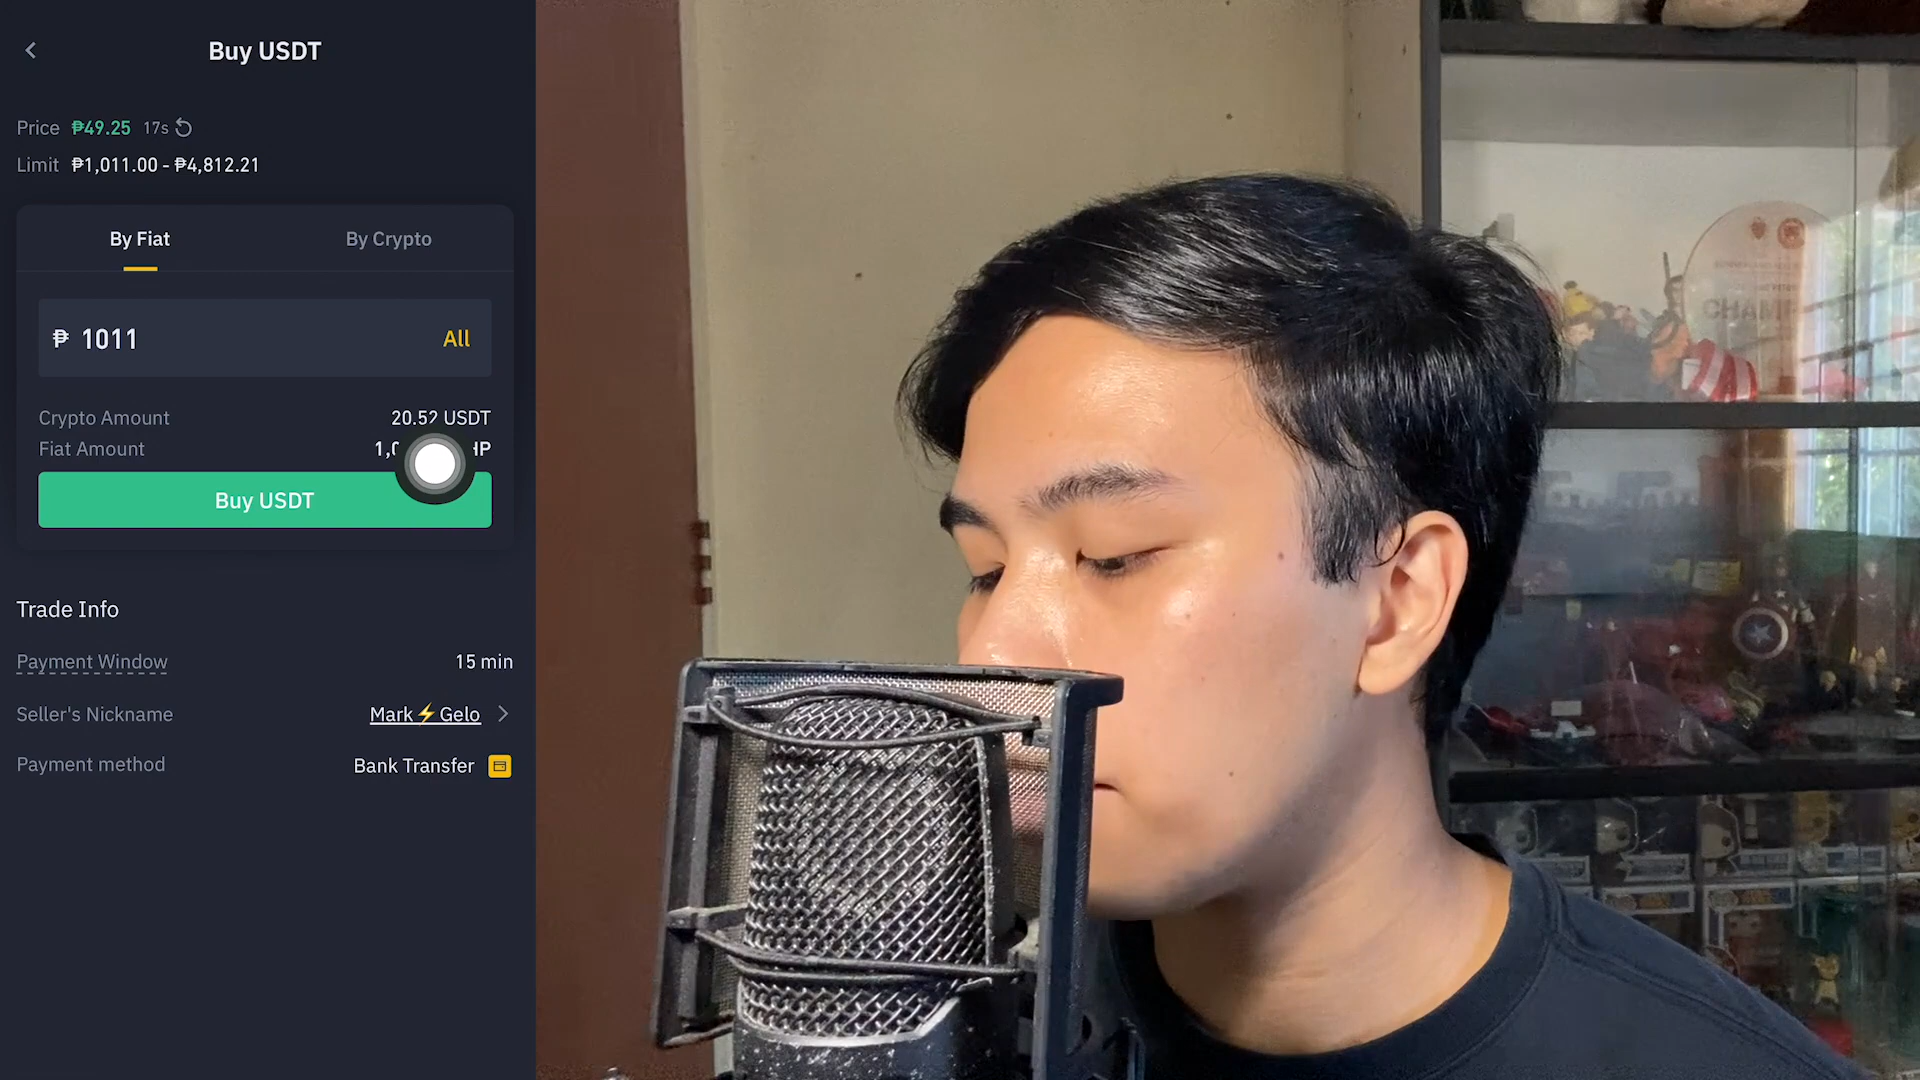 Buy USDT
Price ₱49.25 17s
Limit ₱1,011.00 - ₱4,812.21
By Fiat By Crypto
₱ 1011 All
Crypto Amount 20.52 USDT
Fiat Amount
Buy USDT
Trade Info
Payment Window 15 min
Seller's Nickname Mark⚡Gelo
Payment method Bank Transfer